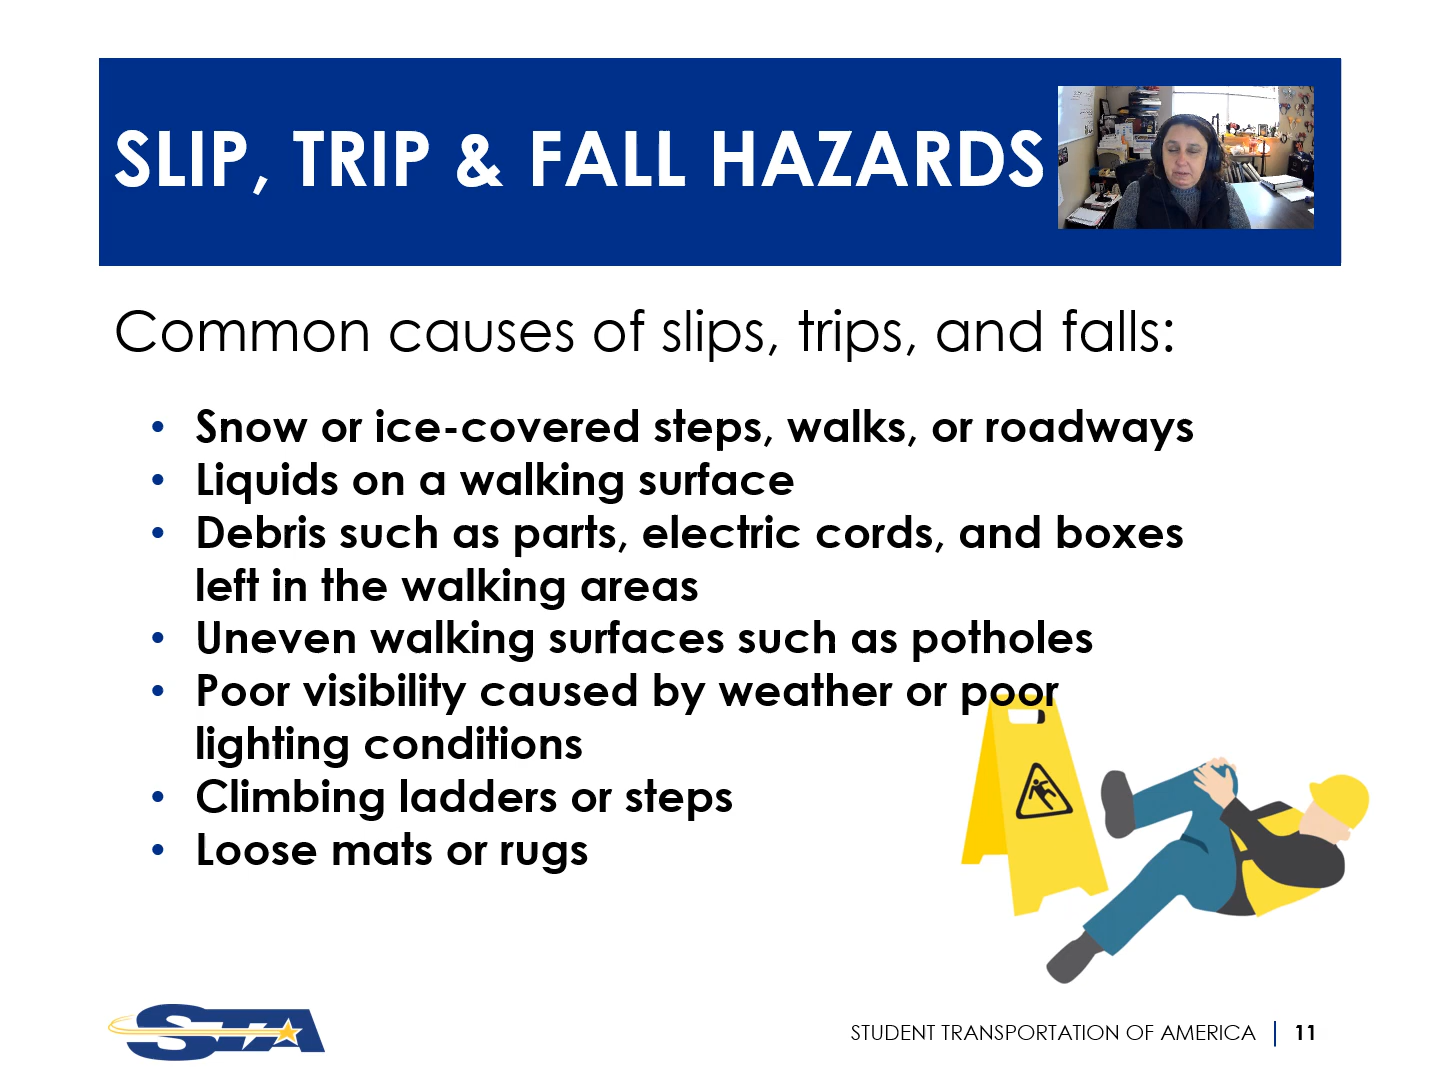 SLIP, TRIP & FALL HAZARDS
Common causes of slips, trips, and falls:
• Snow or ice-covered steps, walks, or roadways
• Liquids on a walking surface
• Debris such as parts, electric cords, and boxes
left in the walking areas
• Uneven walking surfaces such as potholes
• Poor visibility caused by weather or poor
lighting conditions
• Climbing ladders or steps
• Loose mats or rugs
STA
STUDENT TRANSPORTATION OF AMERICA | 11